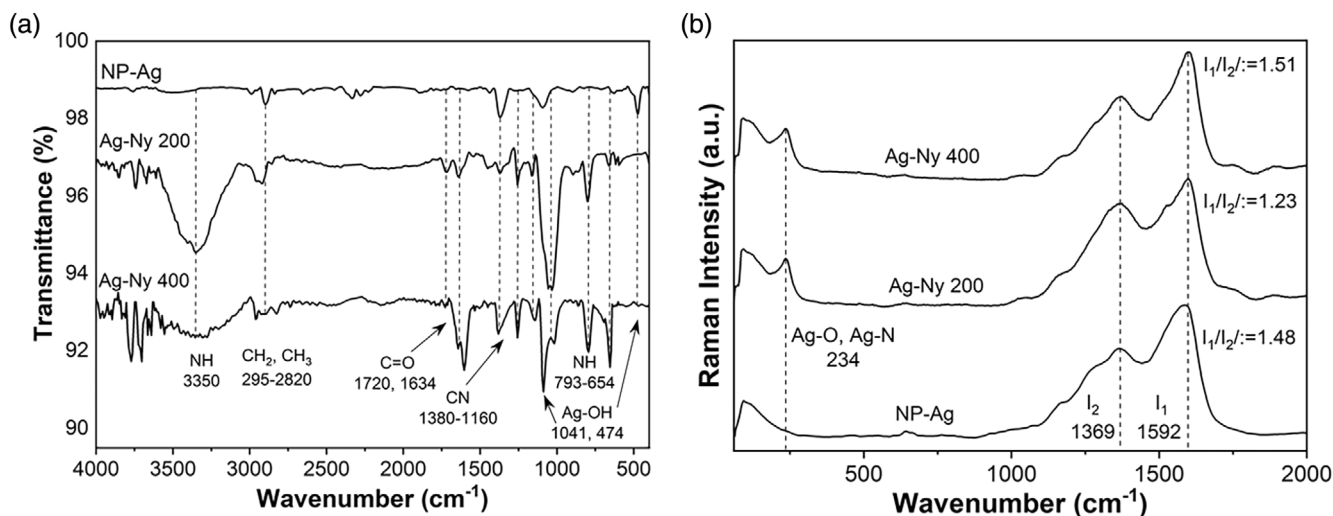 (a)
100
98
96
94
92
90
Transmittance (%)
NP-Ag
Ag-Ny 200
Ag-Ny 400
NH
3350
CH2, CH3
295-2820
C=O
1720, 1634
CN
1380-1160
NH
793-654
Ag-OH
1041, 474
4000 3500 3000 2500 2000 1500 1000 500
Wavenumber (cm-1)
(b)
Raman Intensity (a.u.)
I1/I2/:=1.51
Ag-Ny 400
I1/I2/:=1.23
Ag-Ny 200
Ag-O, Ag-N
234
I1/I2/:=1.48
NP-Ag
I2
1369
I1
1592
500 1000 1500 2000
Wavenumber (cm-1)